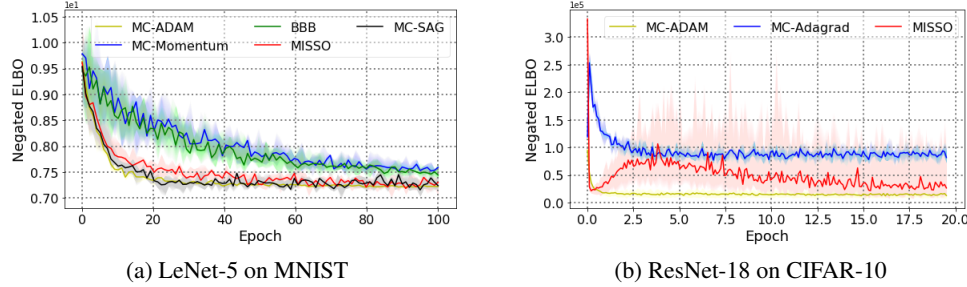 1e1
MC-ADAM BBB MC-SAG
MC-Momentum MISSO
1.05
1.00
0.95
0.90
0.85
0.80
0.75
0.70
Negated ELBO
0 20 40 60 80 100
Epoch
(a) LeNet-5 on MNIST
1e5
MC-ADAM MC-Adagrad MISSO
3.0
2.5
2.0
1.5
1.0
0.5
0.0
Negated ELBO
0.0 2.5 5.0 7.5 10.0 12.5 15.0 17.5 20.0
Epoch
(b) ResNet-18 on CIFAR-10